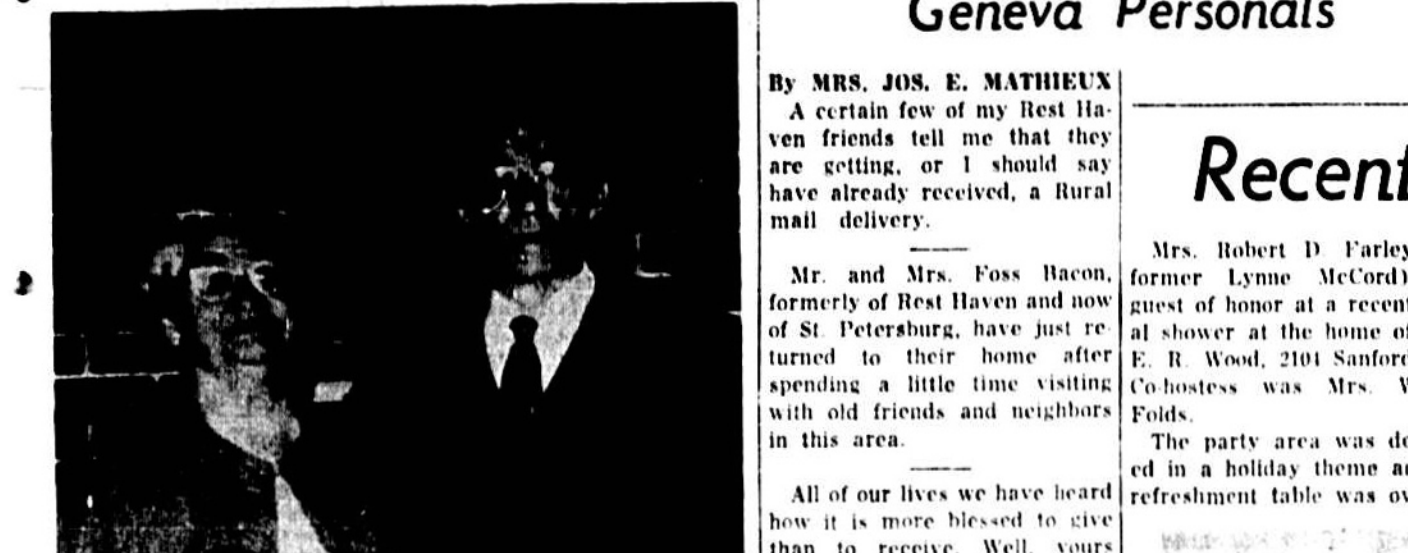 Geneva Personals
By MRS. JOS. E. MATHIEUX
A certain few of my Rest Ha-
ven friends tell me that they
are getting, or I should say
have already received, a Rural
mail delivery.
Mr. and Mrs. Foss Bacon,
formerly of Rest Haven and now
of St. Petersburg, have just re-
turned to their home after
spending a little time visiting
with old friends and neighbors
in this area.
All of our lives we have heard
how it is more blessed to give
than to receive. Well, yours
Recent
Mrs. Robert D. Farley
former Lynne McCord)
guest of honor at a recent
al shower at the home of
E. R. Wood, 2101 Sanford
Co-hostess was Mrs.
Folds.
The party area was de
ed in a holiday theme
refreshment table was ov